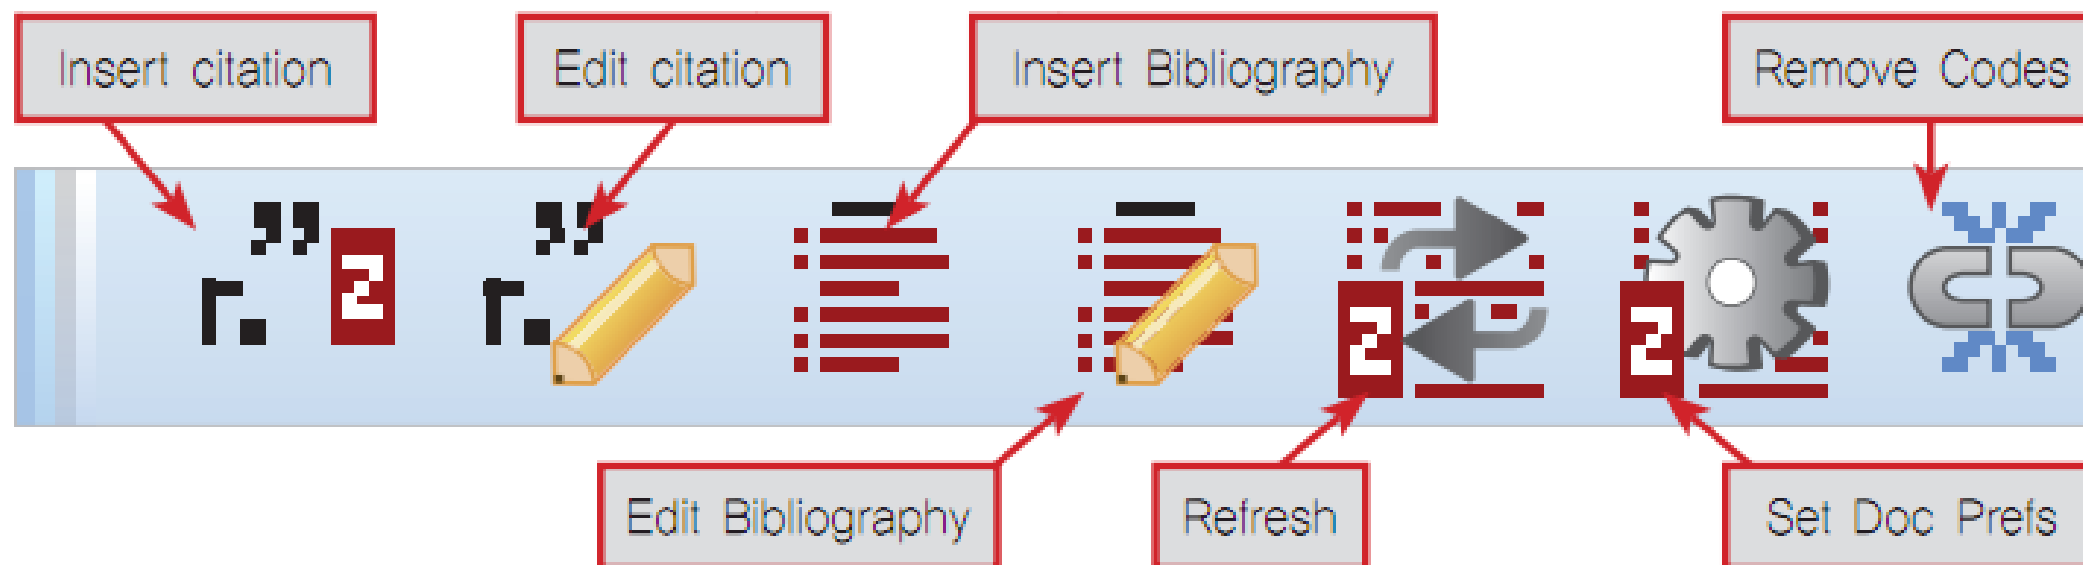 Insert citation
Edit citation
Insert Bibliography
Remove Codes
r.”
Z
r.”
Z
Z
Edit Bibliography
Refresh
Set Doc Prefs